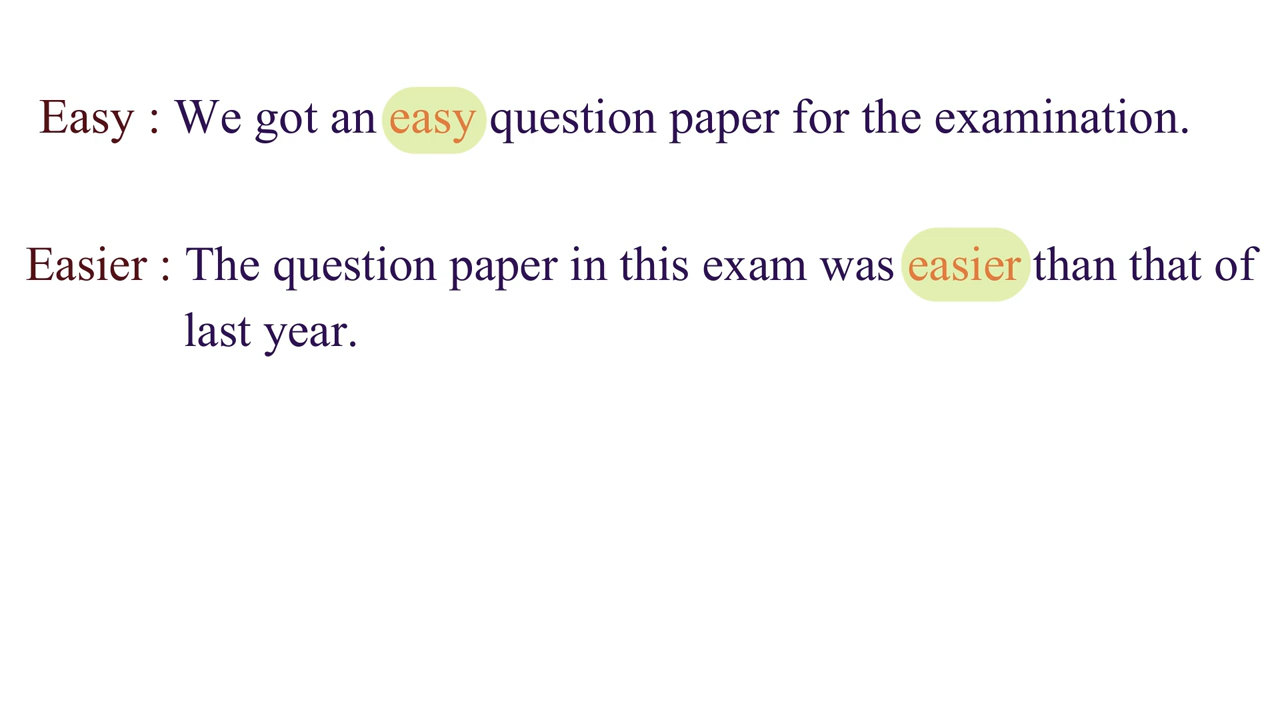 Easy : We got an easy question paper for the examination.
Easier : The question paper in this exam was easier than that of
last year.